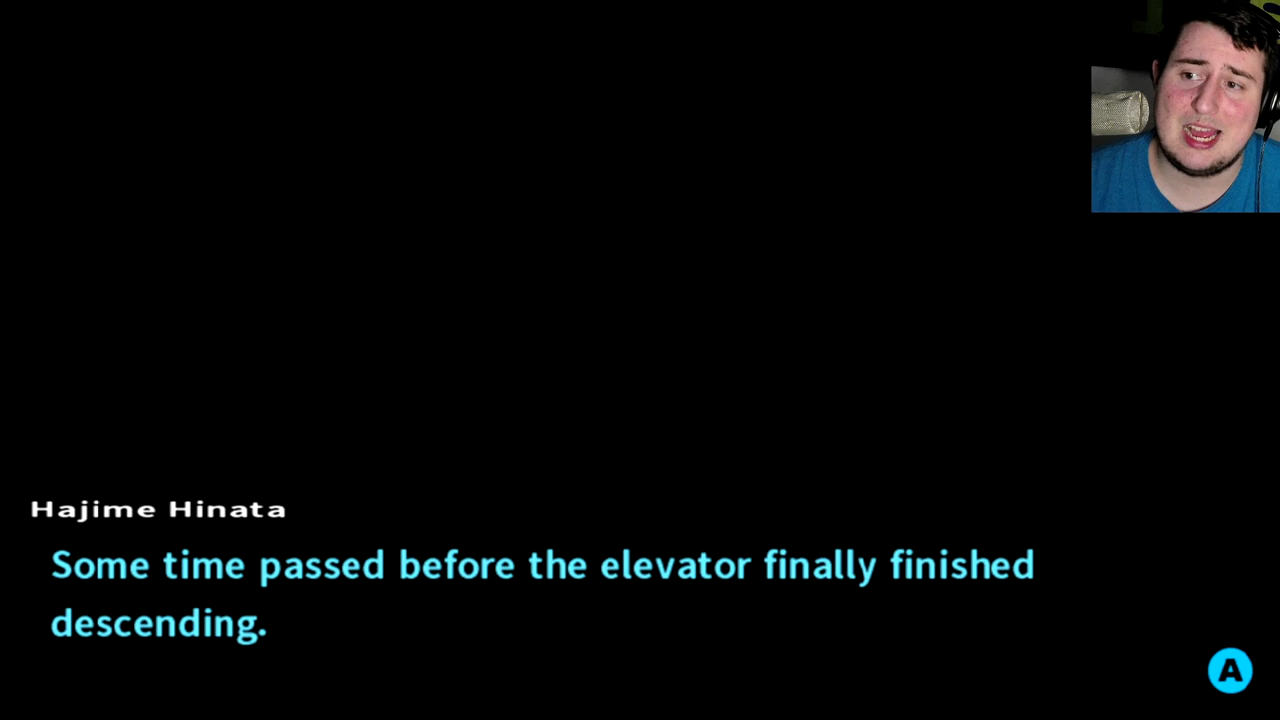 Hajime Hinata
Some time passed before the elevator finally finished
descending.
A